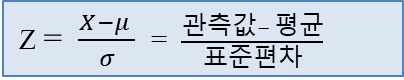 Z = (X−μ)/σ = (관측값 − 평균)/표준편차